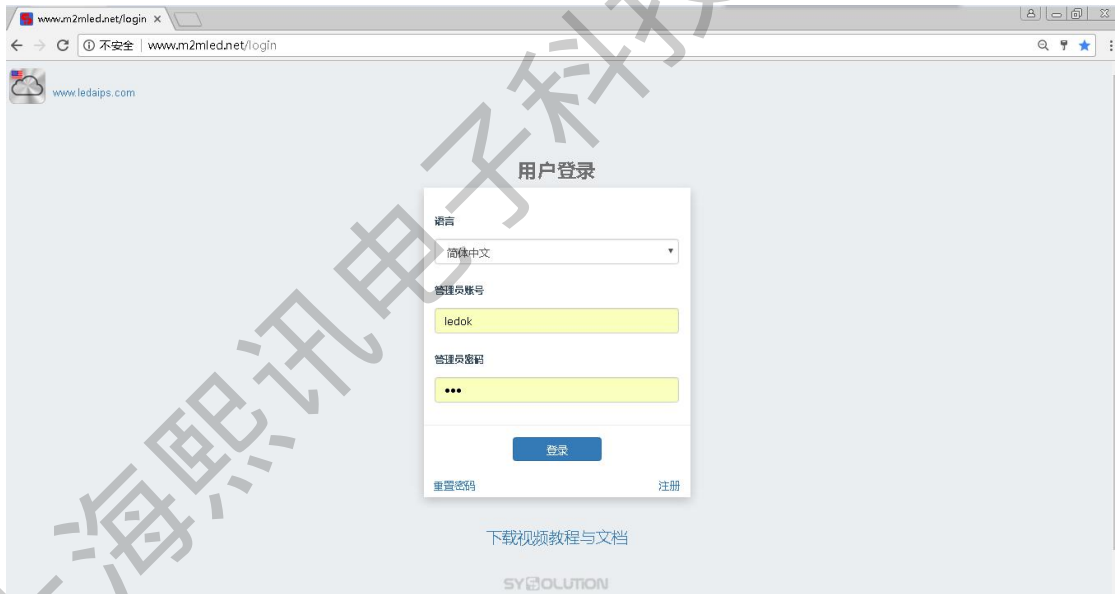 www.m2mled.net/login
不安全 | www.m2mled.net/login
www.ledaips.com
用户登录
语言
简体中文
管理员账号
ledok
管理员密码
•••
登录
重置密码 注册
下载视频教程与文档
SYSOLUTION
海熙讯电子科技